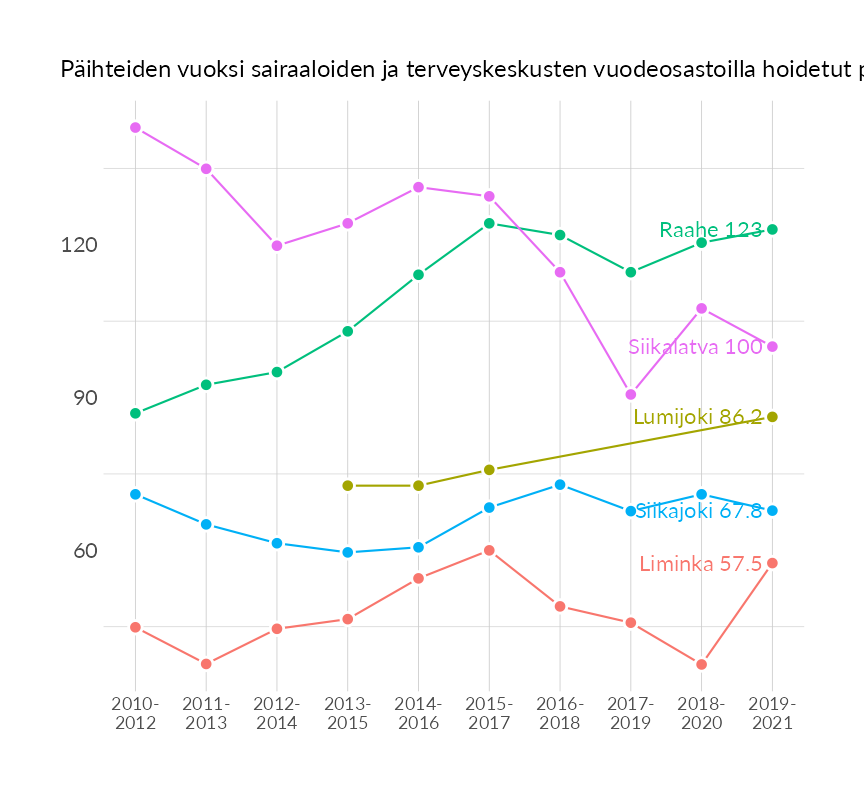 Päihteiden vuoksi sairaaloiden ja terveyskeskusten vuodeosastoilla hoidetut
120
90
60
Raahe 123
Siikalatva 100
Lumijoki 86.2
Siikajoki 67.8
Liminka 57.5
2010- 2011- 2012- 2013- 2014- 2015- 2016- 2017- 2018- 2019-
2012 2013 2014 2015 2016 2017 2018 2019 2020 2021